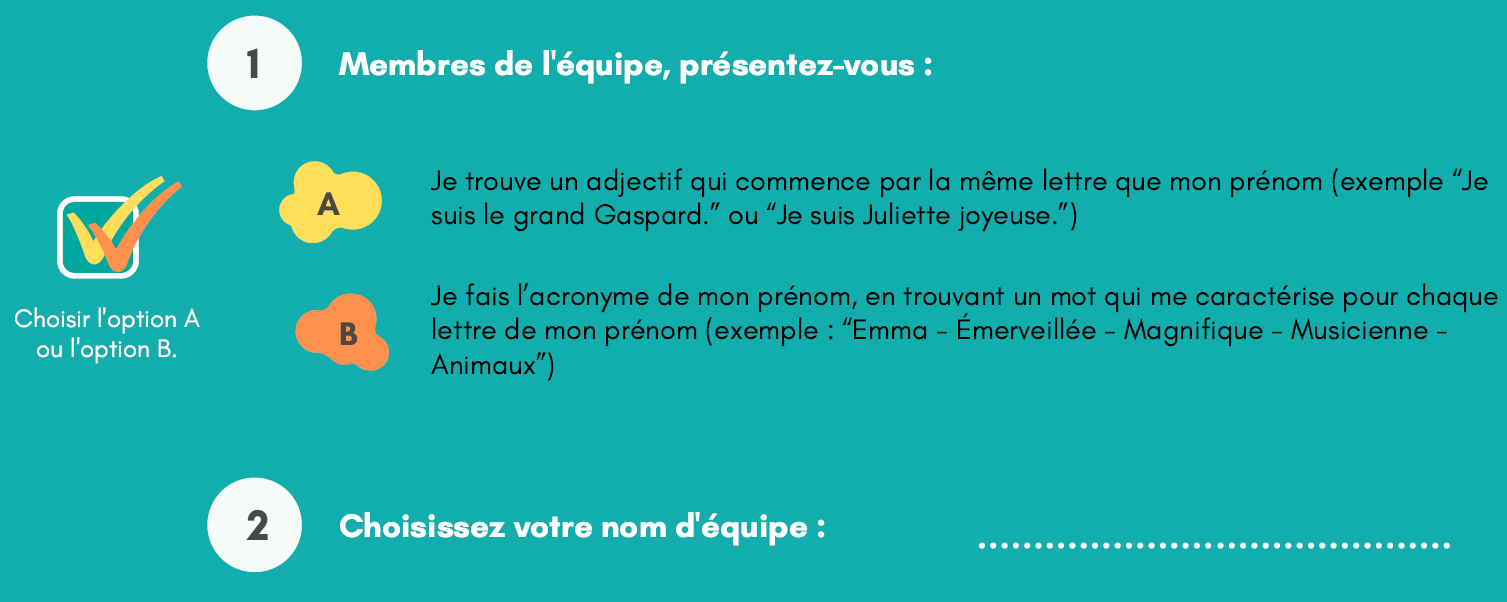 1
Membres de l'équipe, présentez-vous :
A
Je trouve un adjectif qui commence par la même lettre que mon prénom (exemple “Je
suis le grand Gaspard.” ou “Je suis Juliette joyeuse.”)
Choisir l'option A
ou l'option B.
B
Je fais l’acronyme de mon prénom, en trouvant un mot qui me caractérise pour chaque
lettre de mon prénom (exemple : “Emma - Émerveillée - Magnifique - Musicienne -
Animaux”)
2
Choisissez votre nom d'équipe : ..........................................